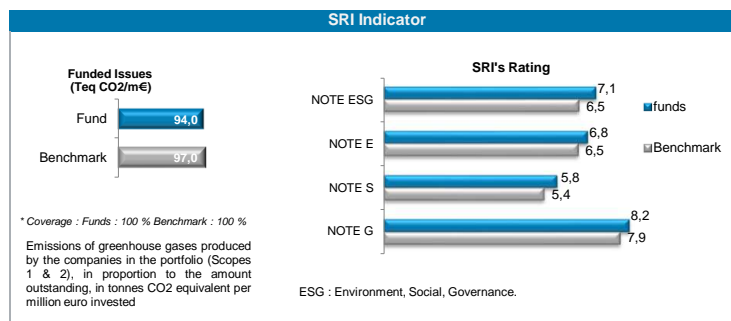 SRI Indicator
Funded Issues
(Teq CO2/m€)
Fund 94,0
Benchmark 97,0
* Coverage : Funds : 100 % Benchmark : 100 %
Emissions of greenhouse gases produced
by the companies in the portfolio (Scopes
1 & 2), in proportion to the amount
outstanding, in tonnes CO2 equivalent per
million euro invested
SRI's Rating
NOTE ESG 7,1
6,5
NOTE E 6,8
6,5
NOTE S 5,8
5,4
NOTE G 8,2
7,9
funds
Benchmark
ESG : Environment, Social, Governance.